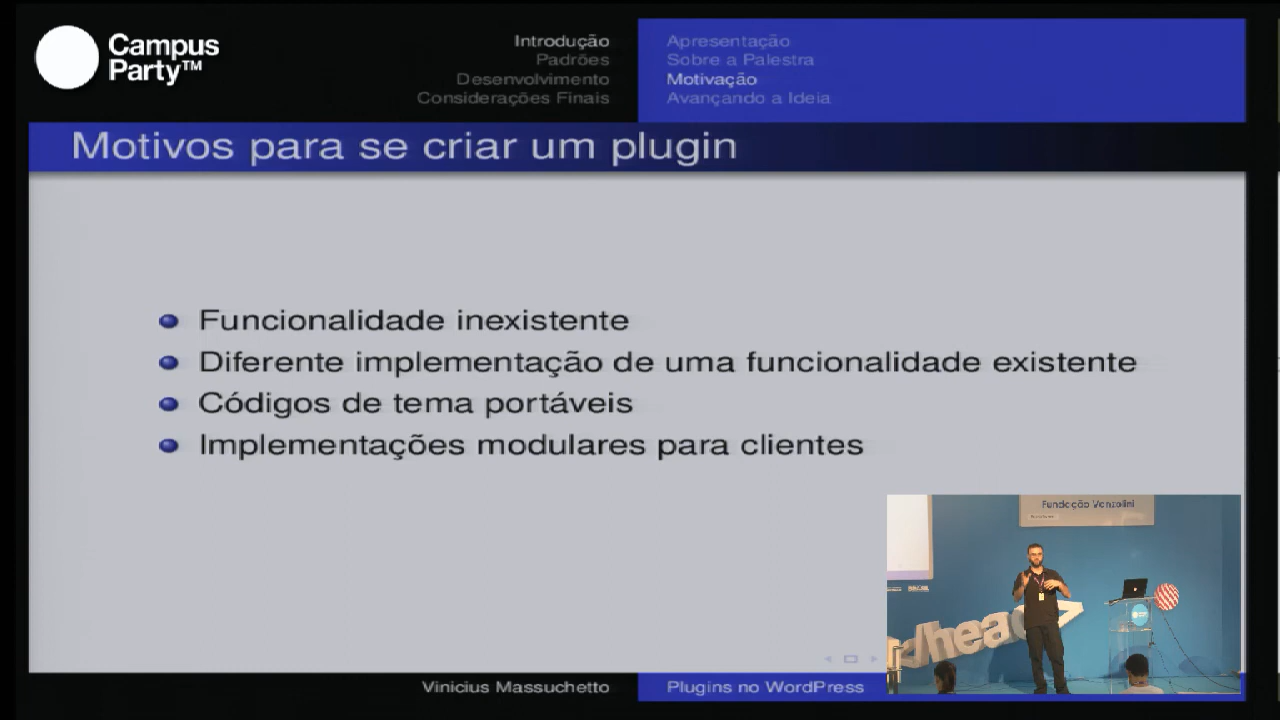 Campus
Party™
Introdução
Padrões
Desenvolvimento
Considerações Finais
Apresentação
Sobre a Palestra
Motivação
Avançando a Ideia
Motivos para se criar um plugin
Funcionalidade inexistente
Diferente implementação de uma funcionalidade existente
Códigos de tema portáveis
Implementações modulares para clientes
Fundação Vanzolini
</head>
Vinicius Massuchetto
Plugins no WordPress